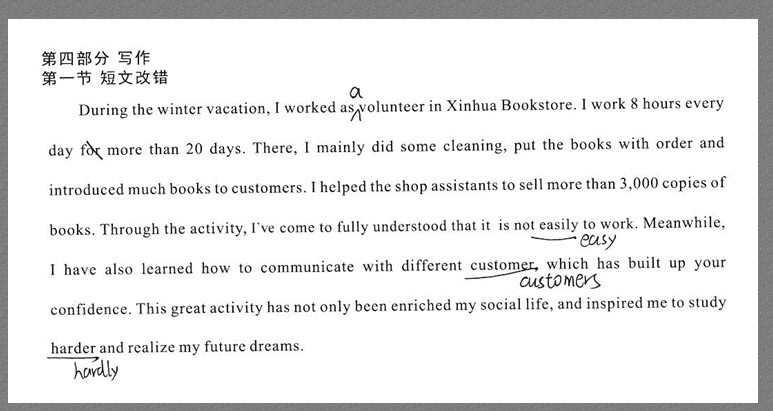 第四部分 写作
第一节 短文改错
a
During the winter vacation, I worked as volunteer in Xinhua Bookstore. I work 8 hours every
day for more than 20 days. There, I mainly did some cleaning, put the books with order and
introduced much books to customers. I helped the shop assistants to sell more than 3,000 copies of
books. Through the activity, I've come to fully understood that it is not easily to work. Meanwhile,
easy
I have also learned how to communicate with different customer, which has built up your
customers
confidence. This great activity has not only been enriched my social life, and inspired me to study
harder and realize my future dreams.
hardly